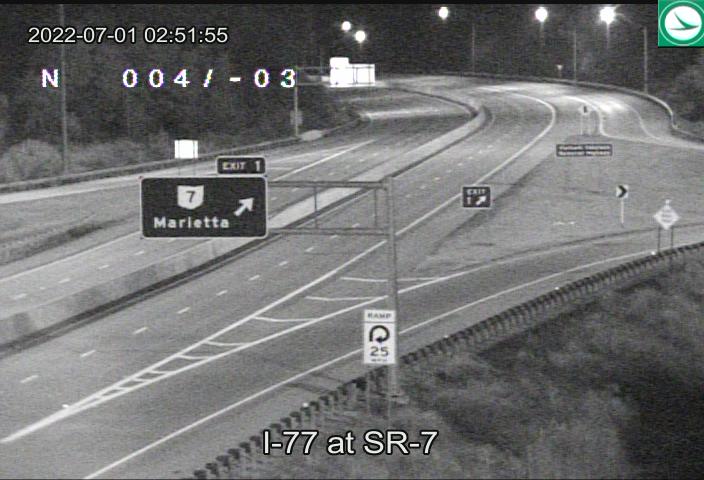 2022-07-01 02:51:55
N 004/-03
EXIT 1
7
Marietta
EXIT
1
RAMP
25
MPH
I-77 at SR-7